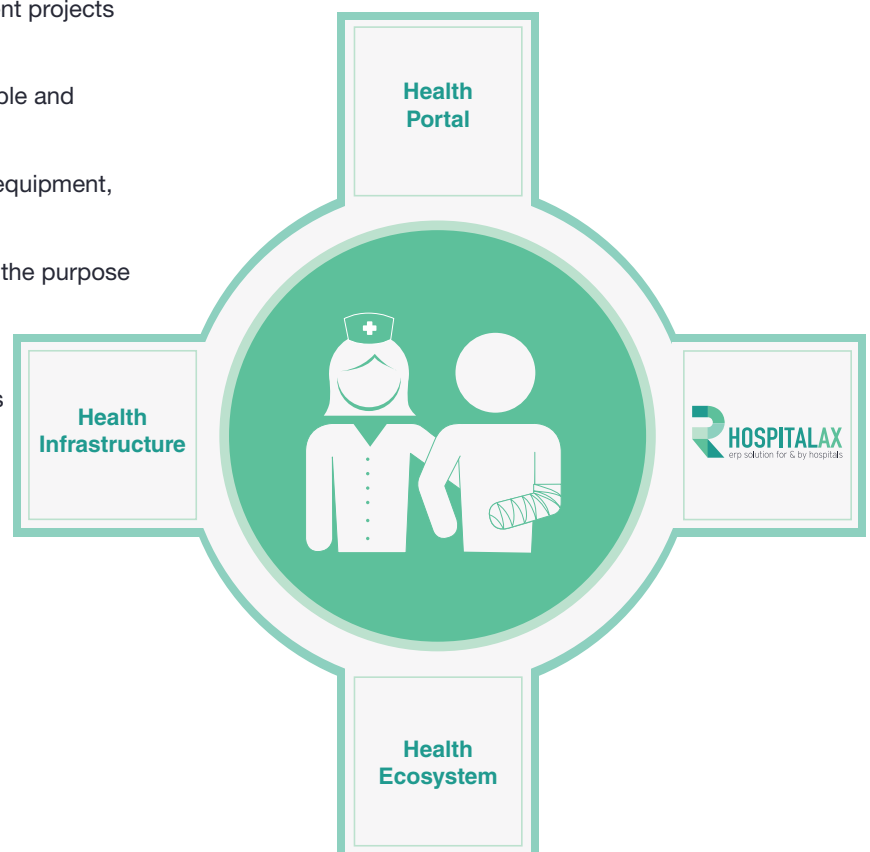 nt projects
ble and
equipment,
the purpose
s
Health
Portal
Health
Infrastructure
HOSPITALAX
erp solution for & by hospitals
Health
Ecosystem